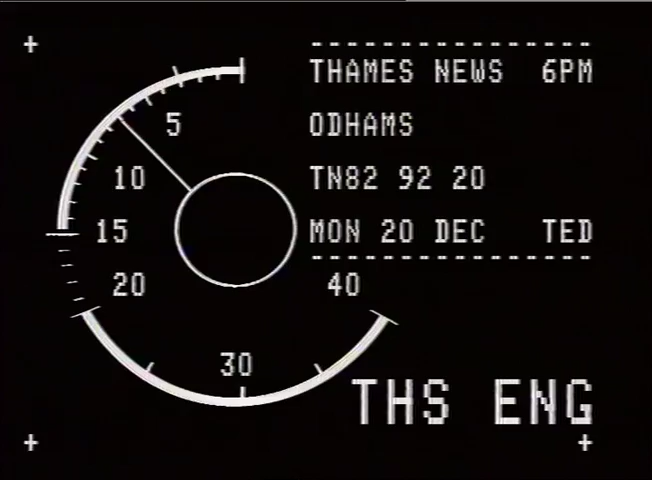 THAMES NEWS 6PM
ODHAMS
TN82 92 20
MON 20 DEC TED
5
10
15
20
30
40
THS ENG